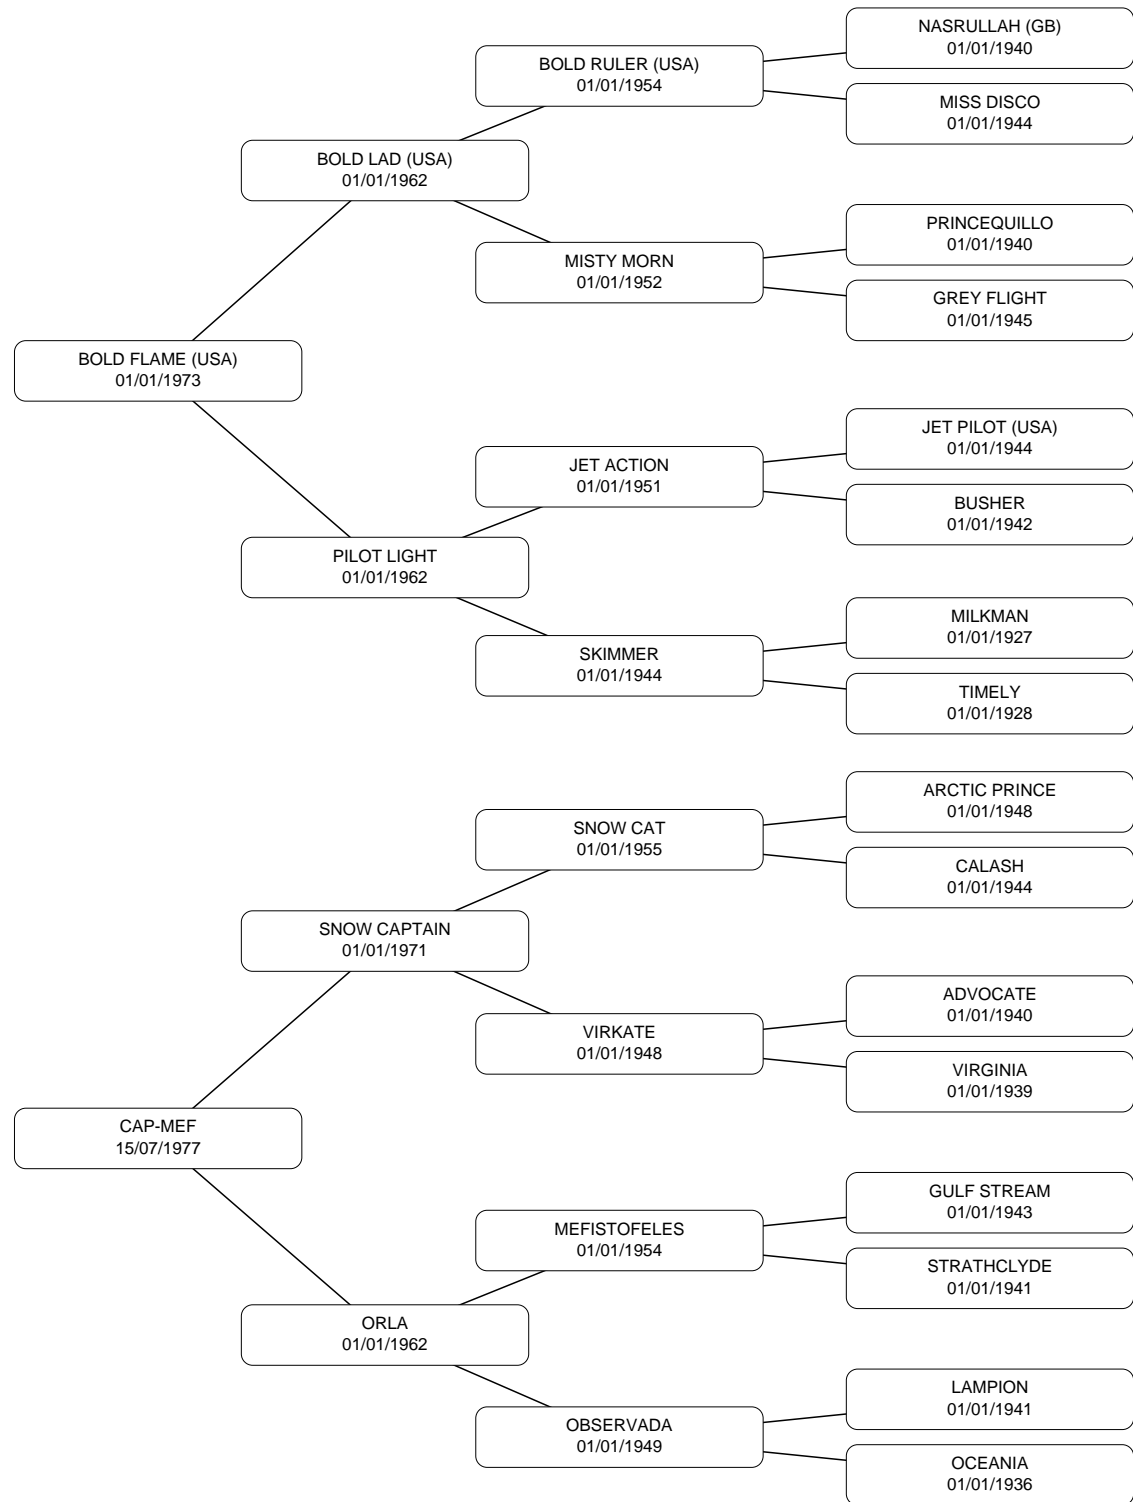 NASRULLAH (GB)
01/01/1940
BOLD RULER (USA)
01/01/1954
MISS DISCO
01/01/1944
BOLD LAD (USA)
01/01/1962
PRINCEQUILLO
01/01/1940
MISTY MORN
01/01/1952
GREY FLIGHT
01/01/1945
BOLD FLAME (USA)
01/01/1973
JET PILOT (USA)
01/01/1944
JET ACTION
01/01/1951
BUSHER
01/01/1942
PILOT LIGHT
01/01/1962
MILKMAN
01/01/1927
SKIMMER
01/01/1944
TIMELY
01/01/1928
ARCTIC PRINCE
01/01/1948
SNOW CAT
01/01/1955
CALASH
01/01/1944
SNOW CAPTAIN
01/01/1971
ADVOCATE
01/01/1940
VIRKATE
01/01/1948
VIRGINIA
01/01/1939
CAP-MEF
15/07/1977
GULF STREAM
01/01/1943
MEFISTOFELES
01/01/1954
STRATHCLYDE
01/01/1941
ORLA
01/01/1962
LAMPION
01/01/1941
OBSERVADA
01/01/1949
OCEANIA
01/01/1936